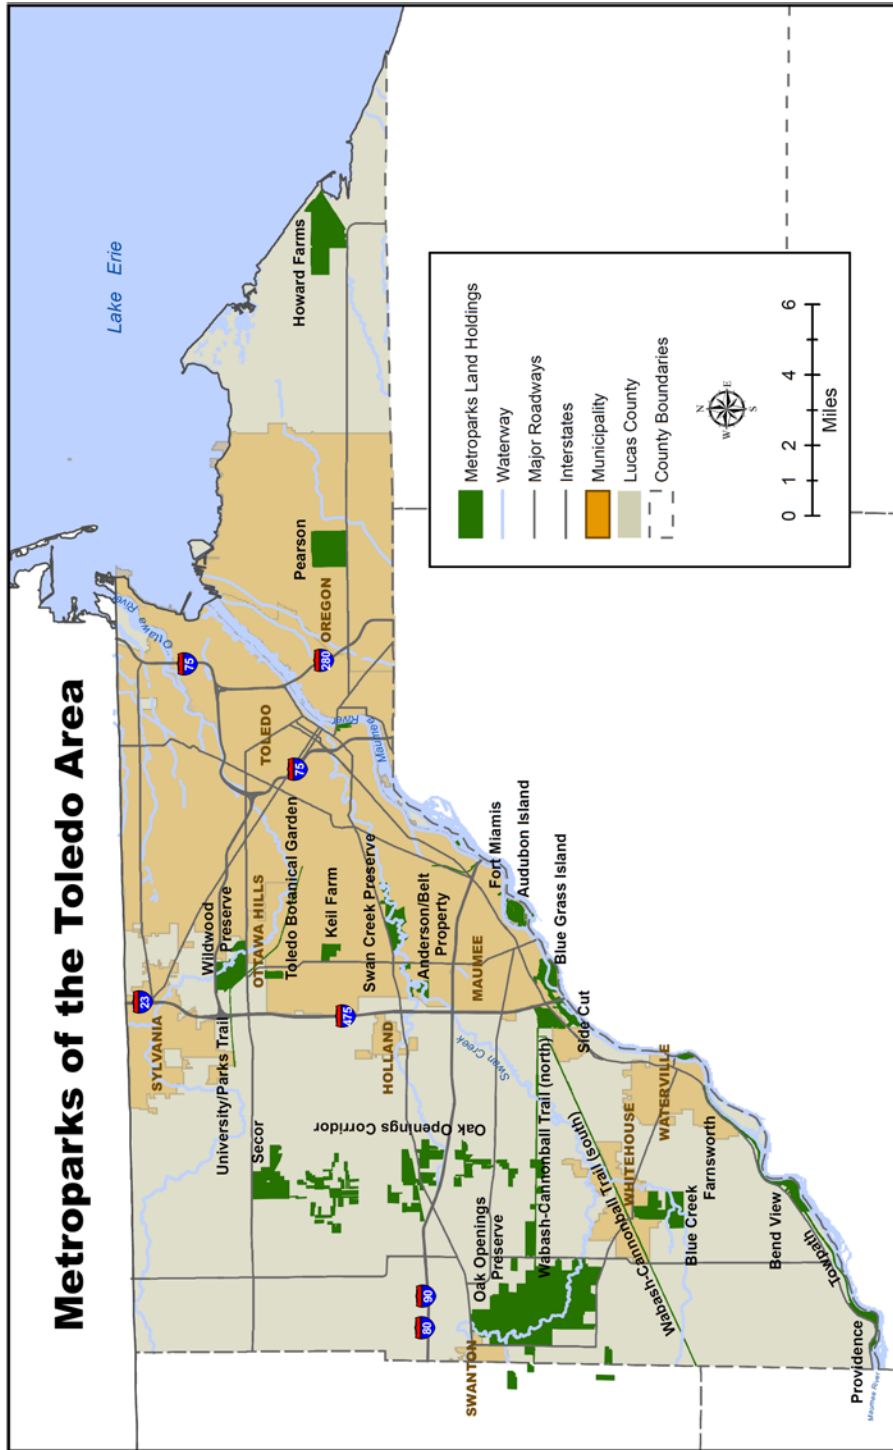 Metroparks of the Toledo Area
Lake Erie
Howard Farms
Pearson
OREGON
Ottawa River
75
280
TOLEDO
75
Maumee
River
Wildwood
Preserve
OTTAWA HILLS
Toledo Botanical Garden
Keil Farm
Swan Creek Preserve
Anderson/Belt
Property
MAUMEE
Fort Miamis
Audubon Island
Blue Grass Island
Side Cut
23
475
SYLVANIA
University/Parks Trail
HOLLAND
Swan Creek
Secor
Oak Openings Corridor
Wabash-Cannonball Trail (north)
Wabash-Cannonball Trail (south)
WHITEHOUSE
WATERVILLE
Farnsworth
Blue Creek
Bend View
Towpath
Providence
Maumee River
Oak Openings
Preserve
80
90
SWANTON
Metroparks Land Holdings
Waterway
Major Roadways
Interstates
Municipality
Lucas County
County Boundaries
N
W
E
S
0 1 2 4 6
Miles